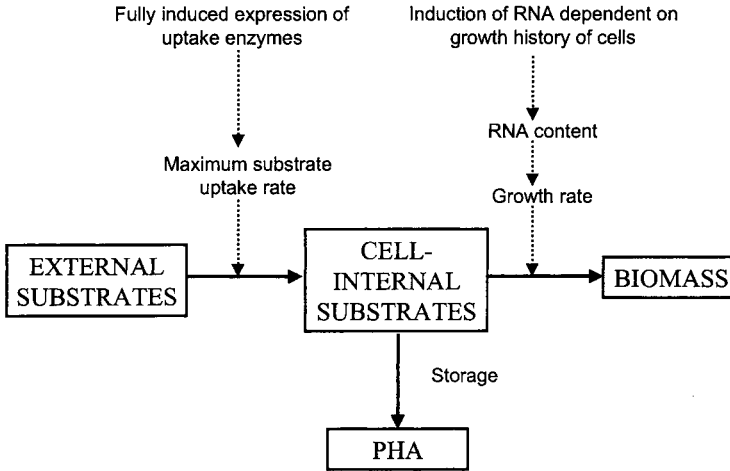 Fully induced expression of
uptake enzymes
Induction of RNA dependent on
growth history of cells
RNA content
Maximum substrate
uptake rate
Growth rate
EXTERNAL
SUBSTRATES
CELL-
INTERNAL
SUBSTRATES
BIOMASS
Storage
PHA